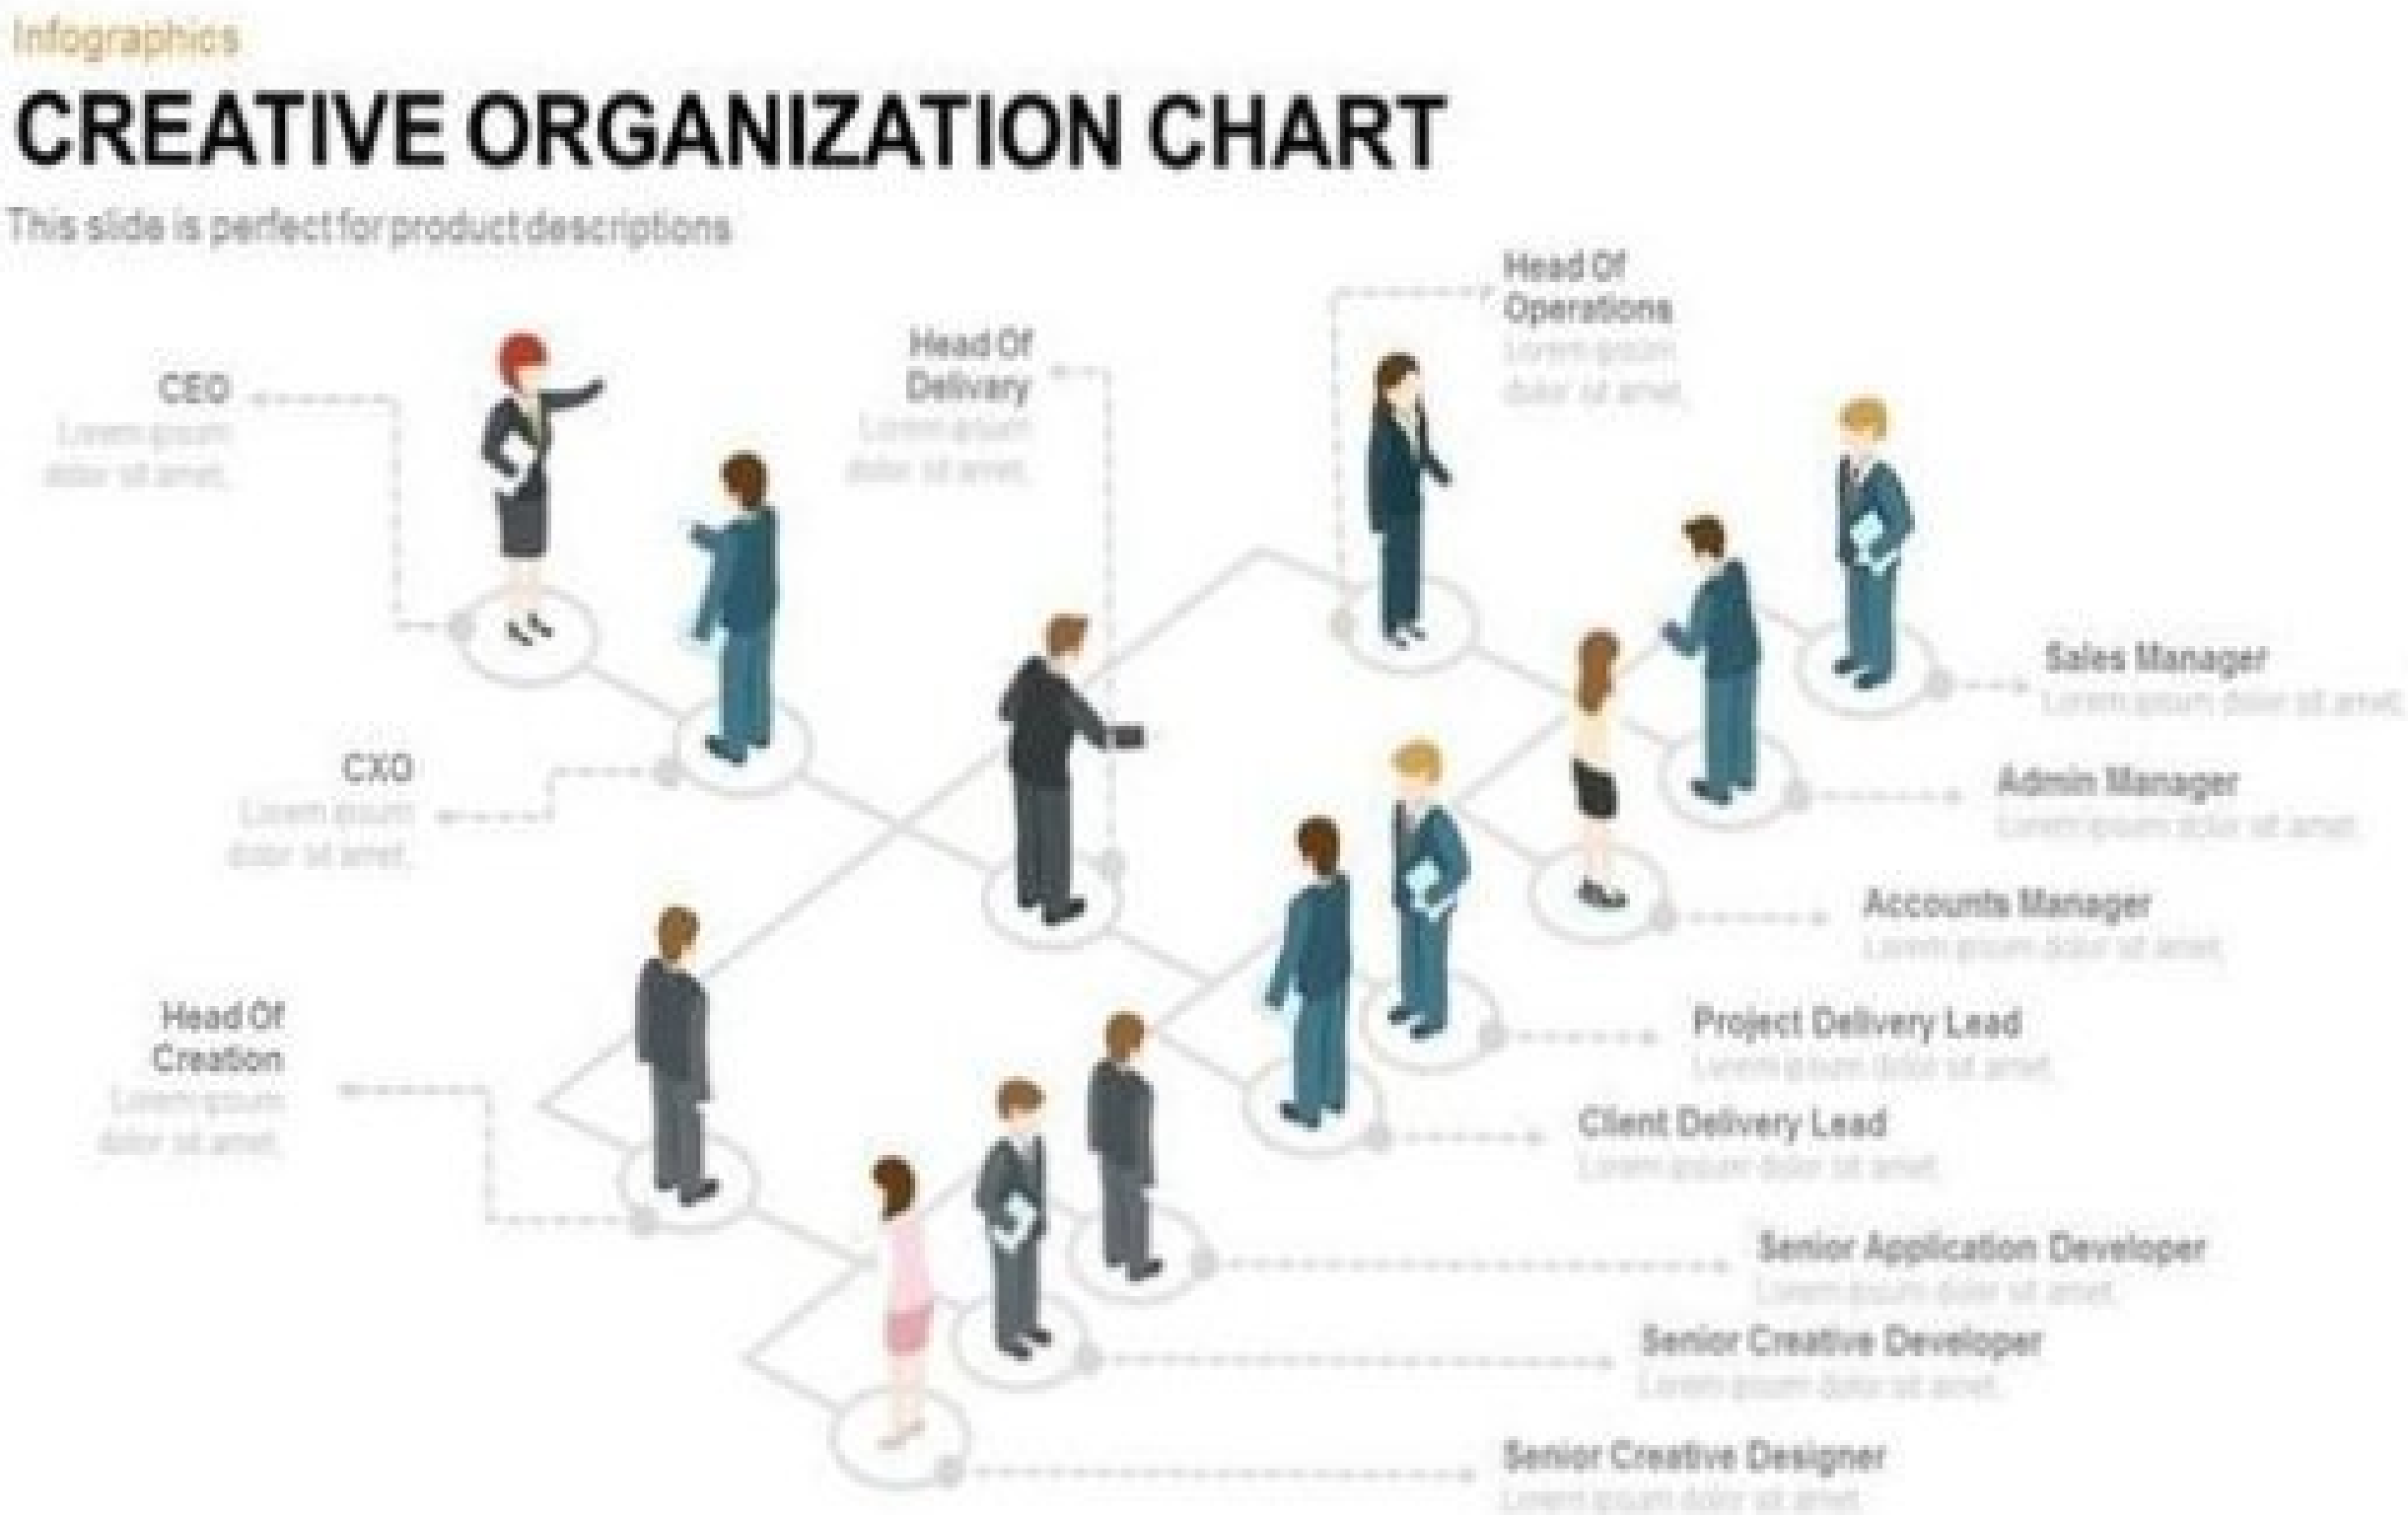 Infographics
CREATIVE ORGANIZATION CHART
This slide is perfect for product descriptions
Head Of
Operations
Lorem ipsum
dolor sit amet,
Head Of
Delivary
Lorem ipsum
dolor sit amet,
CEO
Lorem ipsum
dolor sit amet,
Sales Manager
Lorem ipsum dolor sit amet,
CXO
Lorem ipsum
dolor sit amet,
Admin Manager
Lorem ipsum dolor sit amet,
Accounts Manager
Lorem ipsum dolor sit amet,
Head Of
Creation
Lorem ipsum
dolor sit amet,
Project Delivery Lead
Lorem ipsum dolor sit amet,
Client Delivery Lead
Lorem ipsum dolor sit amet,
Senior Application Developer
Lorem ipsum dolor sit amet,
Senior Creative Developer
Lorem ipsum dolor sit amet,
Senior Creative Designer
Lorem ipsum dolor sit amet,